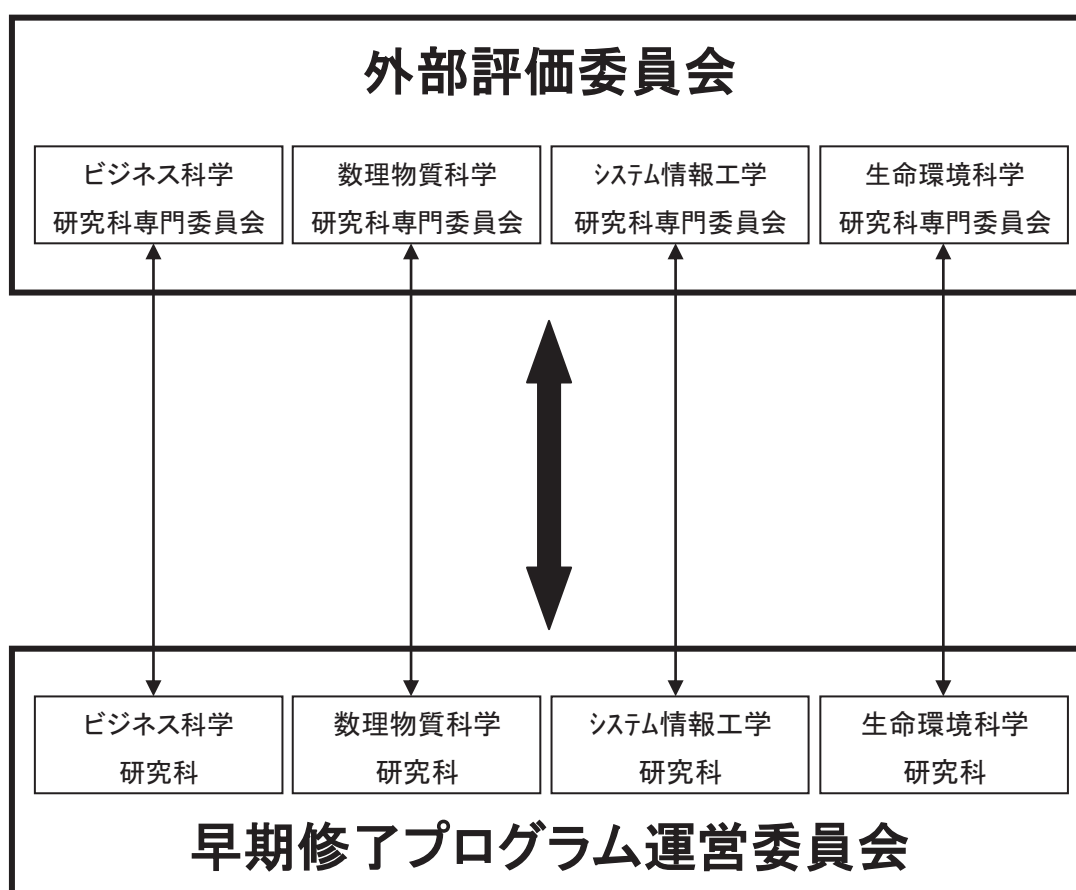 外部評価委員会
ビジネス科学
研究科専門委員会
数理物質科学
研究科専門委員会
システム情報工学
研究科専門委員会
生命環境科学
研究科専門委員会
ビジネス科学
研究科
数理物質科学
研究科
システム情報工学
研究科
生命環境科学
研究科
早期修了プログラム運営委員会